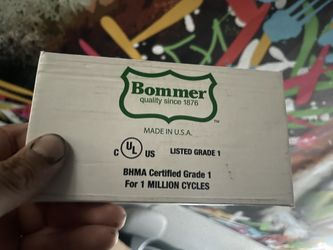 Bommer
quality since 1876
TM
MADE IN U.S.A.
C UL US LISTED GRADE 1
BHMA Certified Grade 1
For 1 MILLION CYCLES